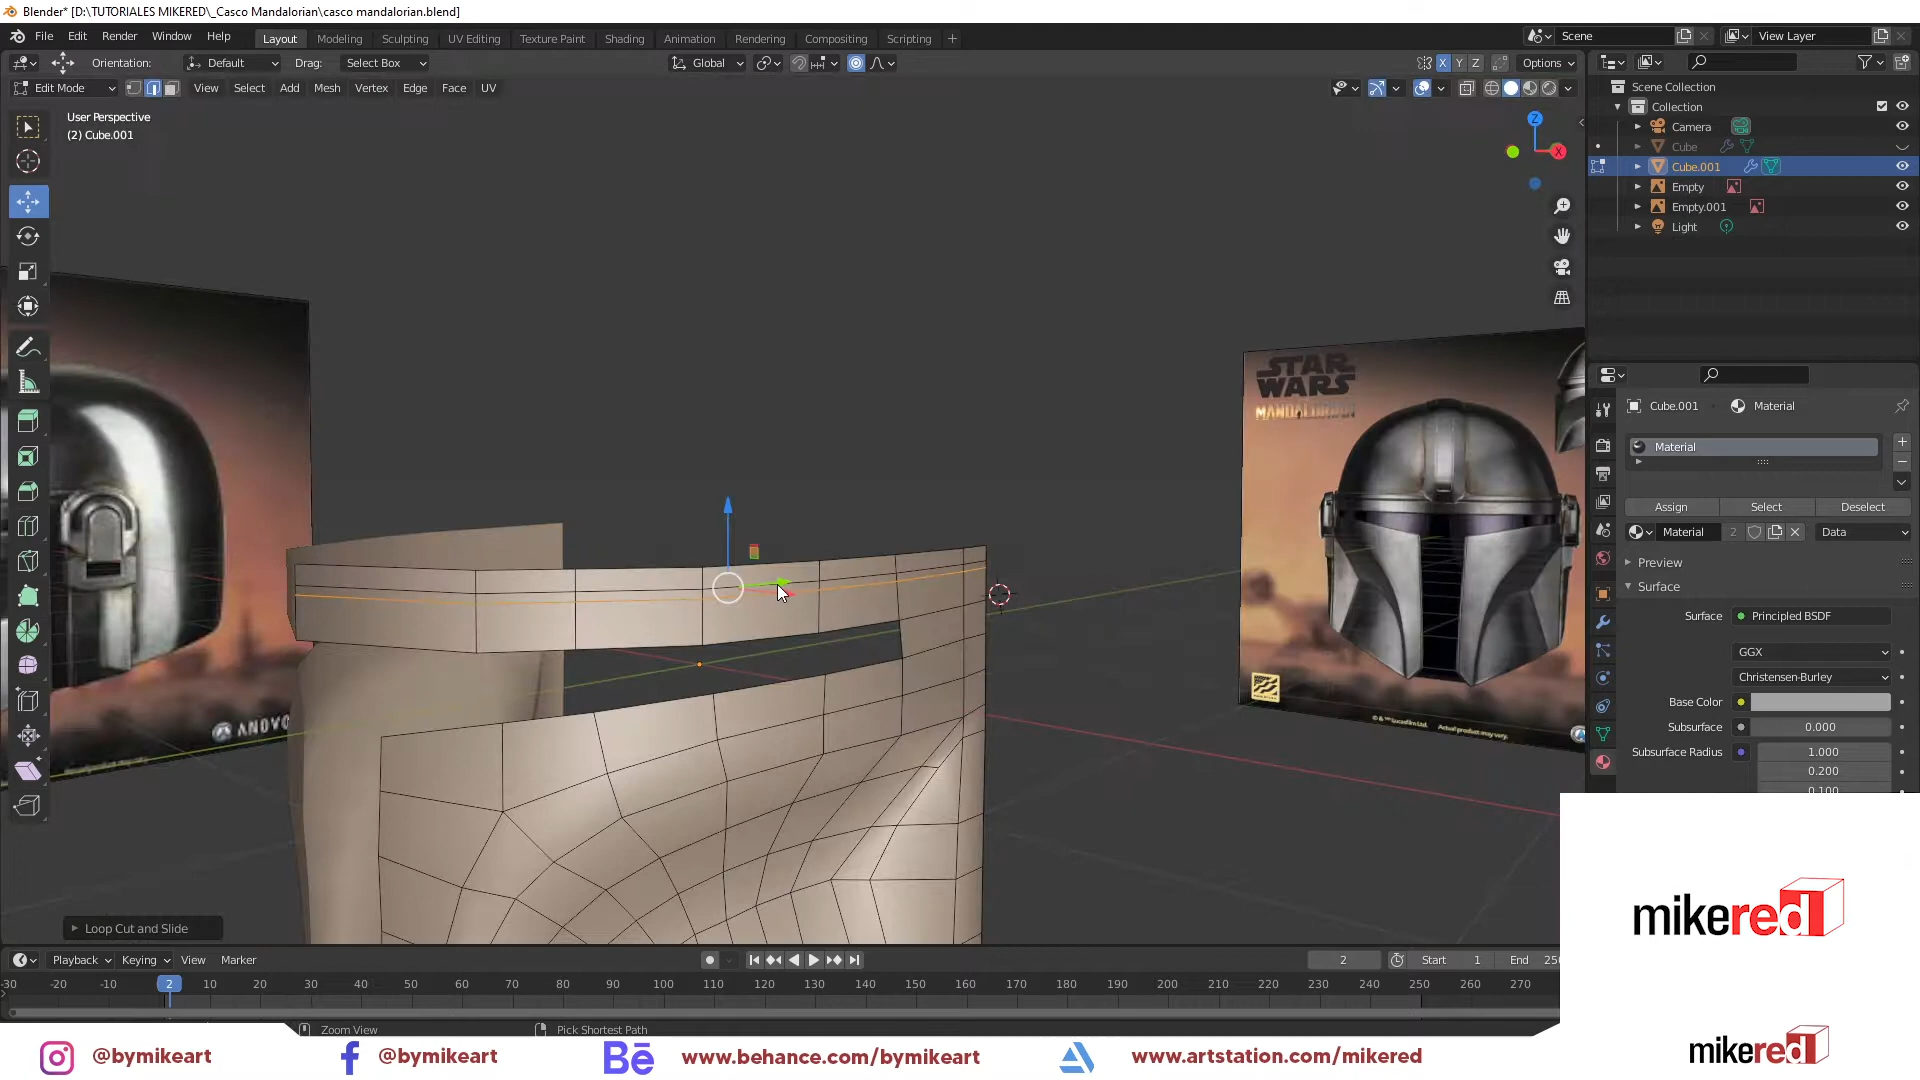 Blender* [D:\TUTORIALES MIKERED\_Casco Mandalorian\casco mandalorian.blend]
File Edit Render Window Help Layout Modeling Sculpting UV Editing Texture Paint Shading Animation Rendering Compositing Scripting + Scene View Layer
Orientation: Default Drag: Select Box Global X Y Z Options
Edit Mode View Select Add Mesh Vertex Edge Face UV
Scene Collection
Collection
Camera
Cube
Cube.001
Empty
Empty.001
Light
User Perspective
(2) Cube.001
Z
X
STAR
WARS
MANDALORIAN
Cube.001 Material
Material
Assign Select Deselect
Material 2 Data
Preview
Surface
Surface Principled BSDF
GGX
Christensen-Burley
Base Color
Subsurface 0.000
Subsurface Radius 1.000
0.200
0.100
Loop Cut and Slide
Playback Keying View Marker 2 Start 1 End
-30 -20 -10 2 10 20 30 40 50 60 70 80 90 100 110 120 130 140 150 160 170 180 190 200 210 220 230 240 250 260 270
Zoom View Pick Shortest Path
mikered
@bymikeart @bymikeart Bē www.behance.com/bymikeart www.artstation.com/mikered mikered